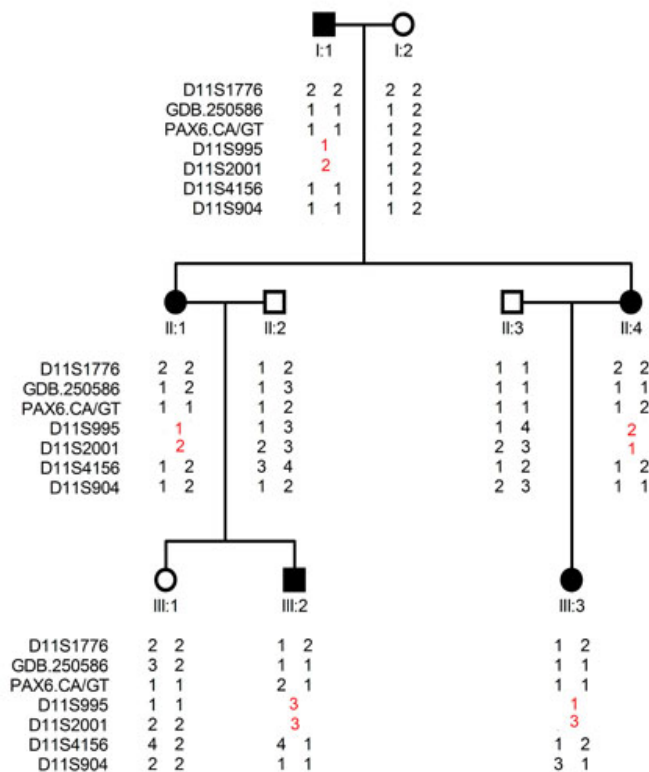 I:1 I:2
D11S1776 2 2 2 2
GDB.250586 1 1 1 2
PAX6.CA/GT 1 1 1 2
D11S995 1 1 2
D11S2001 2 1 2
D11S4156 1 1 1 2
D11S904 1 1 1 2
II:1 II:2 II:3 II:4
D11S1776 2 2 1 2 1 1 2 2
GDB.250586 1 2 1 3 1 1 1 1
PAX6.CA/GT 1 1 1 2 1 1 1 2
D11S995 1 1 3 1 4 2
D11S2001 2 2 3 2 3 1
D11S4156 1 2 3 4 1 2 1 2
D11S904 1 2 1 2 2 3 1 1
III:1 III:2 III:3
D11S1776 2 2 1 2 1 2
GDB.250586 3 2 1 1 1 1
PAX6.CA/GT 1 1 2 1 1 1
D11S995 1 1 3 1
D11S2001 2 2 3 3
D11S4156 4 2 4 1 1 2
D11S904 2 2 1 1 3 1